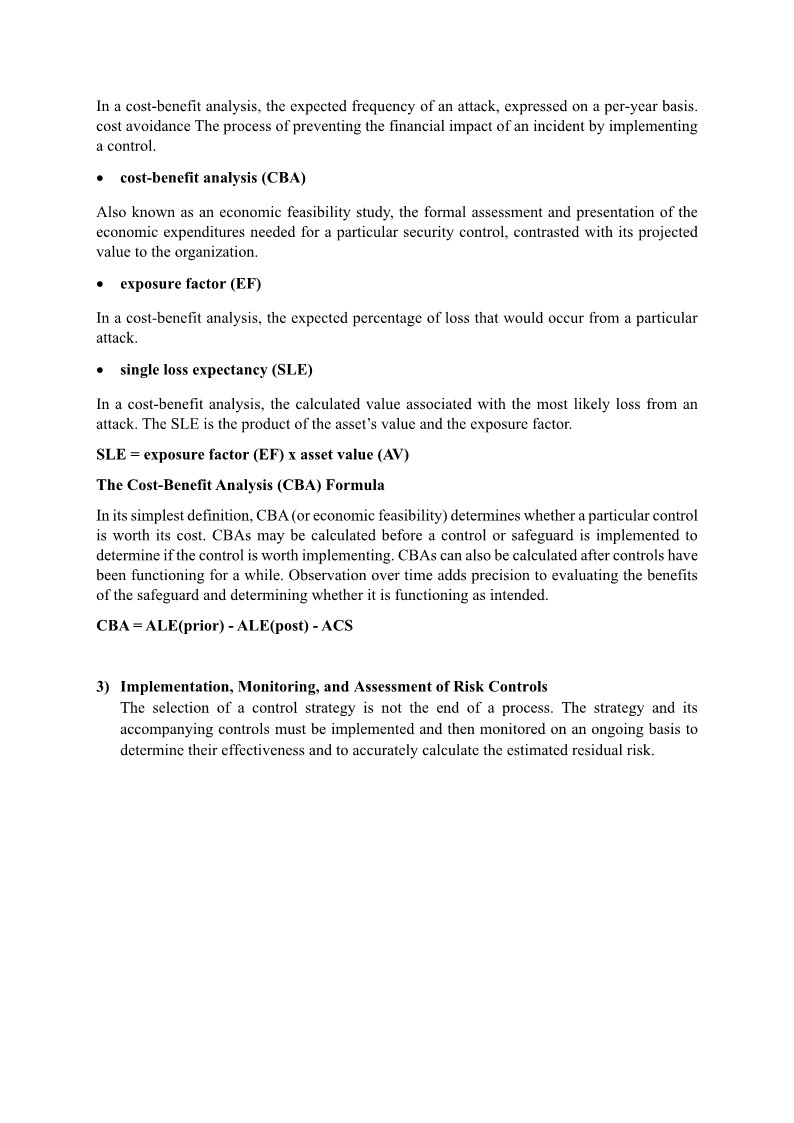 In a cost-benefit analysis, the expected frequency of an attack, expressed on a per-year basis.
cost avoidance The process of preventing the financial impact of an incident by implementing
a control.
• cost-benefit analysis (CBA)
Also known as an economic feasibility study, the formal assessment and presentation of the
economic expenditures needed for a particular security control, contrasted with its projected
value to the organization.
• exposure factor (EF)
In a cost-benefit analysis, the expected percentage of loss that would occur from a particular
attack.
• single loss expectancy (SLE)
In a cost-benefit analysis, the calculated value associated with the most likely loss from an
attack. The SLE is the product of the asset’s value and the exposure factor.
SLE = exposure factor (EF) x asset value (AV)
The Cost-Benefit Analysis (CBA) Formula
In its simplest definition, CBA (or economic feasibility) determines whether a particular control
is worth its cost. CBAs may be calculated before a control or safeguard is implemented to
determine if the control is worth implementing. CBAs can also be calculated after controls have
been functioning for a while. Observation over time adds precision to evaluating the benefits
of the safeguard and determining whether it is functioning as intended.
CBA = ALE(prior) - ALE(post) - ACS
3) Implementation, Monitoring, and Assessment of Risk Controls
The selection of a control strategy is not the end of a process. The strategy and its
accompanying controls must be implemented and then monitored on an ongoing basis to
determine their effectiveness and to accurately calculate the estimated residual risk.